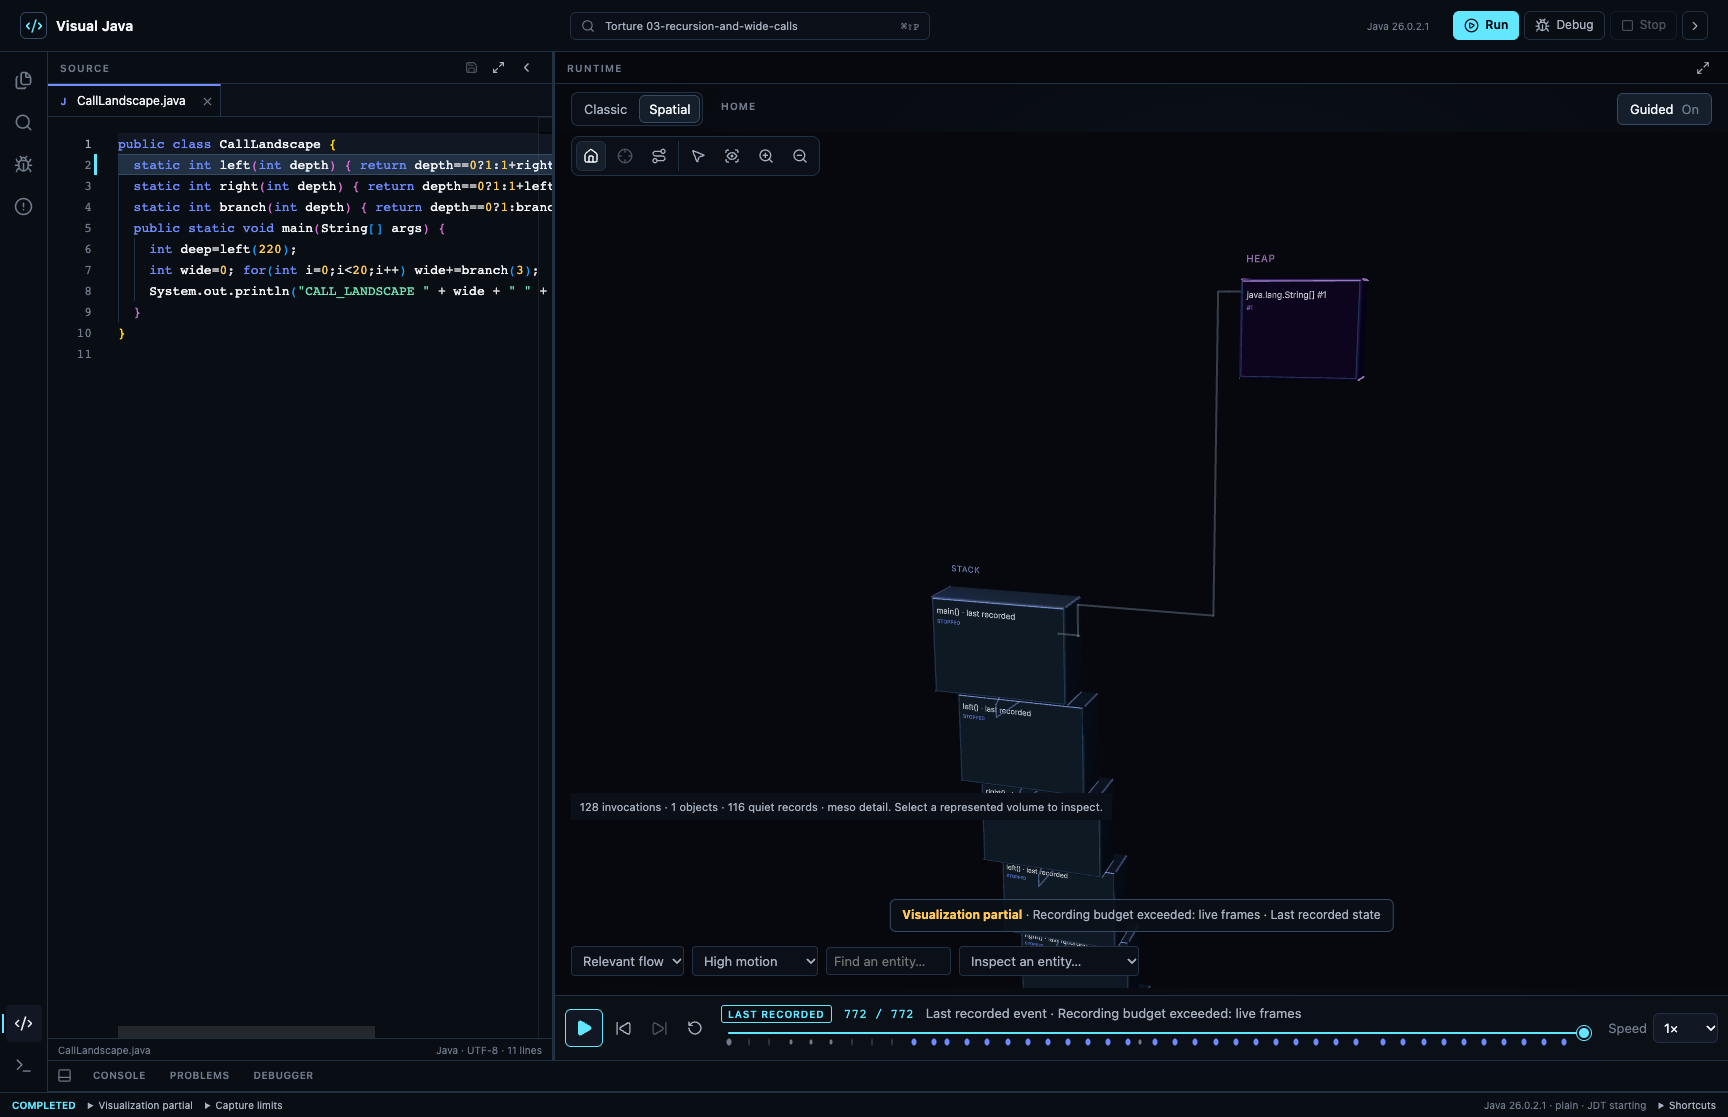 Visual Java
Torture 03-recursion-and-wide-calls
⌘⇧P
Java 26.0.2.1
Run
Debug
Stop
SOURCE
RUNTIME
J CallLandscape.java
Classic
Spatial
HOME
Guided On
1 public class CallLandscape {
2 static int left(int depth) { return depth==0?1:1+right
3 static int right(int depth) { return depth==0?1:1+left
4 static int branch(int depth) { return depth==0?1:branc
5 public static void main(String[] args) {
6 int deep=left(220);
7 int wide=0; for(int i=0;i<20;i++) wide+=branch(3);
8 System.out.println("CALL_LANDSCAPE " + wide + " " +
9 }
10 }
11
HEAP
java.lang.String[] #1
#1
STACK
main() · last recorded
STOPPED
left() · last recorded
STOPPED
128 invocations · 1 objects · 116 quiet records · meso detail. Select a represented volume to inspect.
left() · last recorded
STOPPED
Visualization partial · Recording budget exceeded: live frames · Last recorded state
Relevant flow
High motion
Find an entity...
Inspect an entity...
LAST RECORDED 772 / 772 Last recorded event · Recording budget exceeded: live frames
Speed 1×
CallLandscape.java
Java · UTF-8 · 11 lines
CONSOLE
PROBLEMS
DEBUGGER
COMPLETED
Visualization partial
Capture limits
Java 26.0.2.1 · plain · JDT starting
Shortcuts